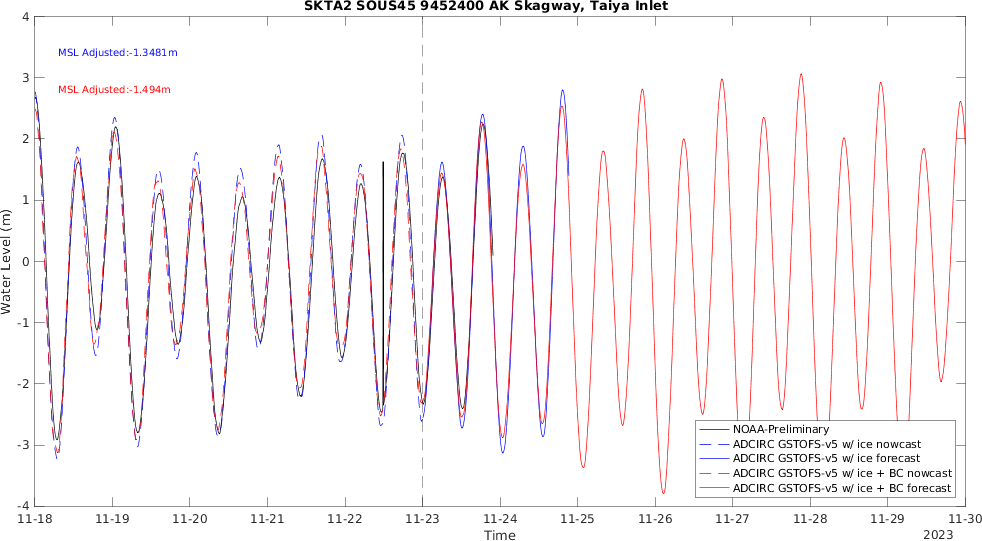 SKTA2 SOUS45 9452400 AK Skagway, Taiya Inlet
MSL Adjusted:-1.3481m
MSL Adjusted:-1.494m
Water Level (m)
4
3
2
1
0
-1
-2
-3
-4
NOAA-Preliminary
ADCIRC GSTOFS-v5 w/ ice nowcast
ADCIRC GSTOFS-v5 w/ ice forecast
ADCIRC GSTOFS-v5 w/ ice + BC nowcast
ADCIRC GSTOFS-v5 w/ ice + BC forecast
11-18 11-19 11-20 11-21 11-22 11-23 11-24 11-25 11-26 11-27 11-28 11-29 11-30
Time
2023